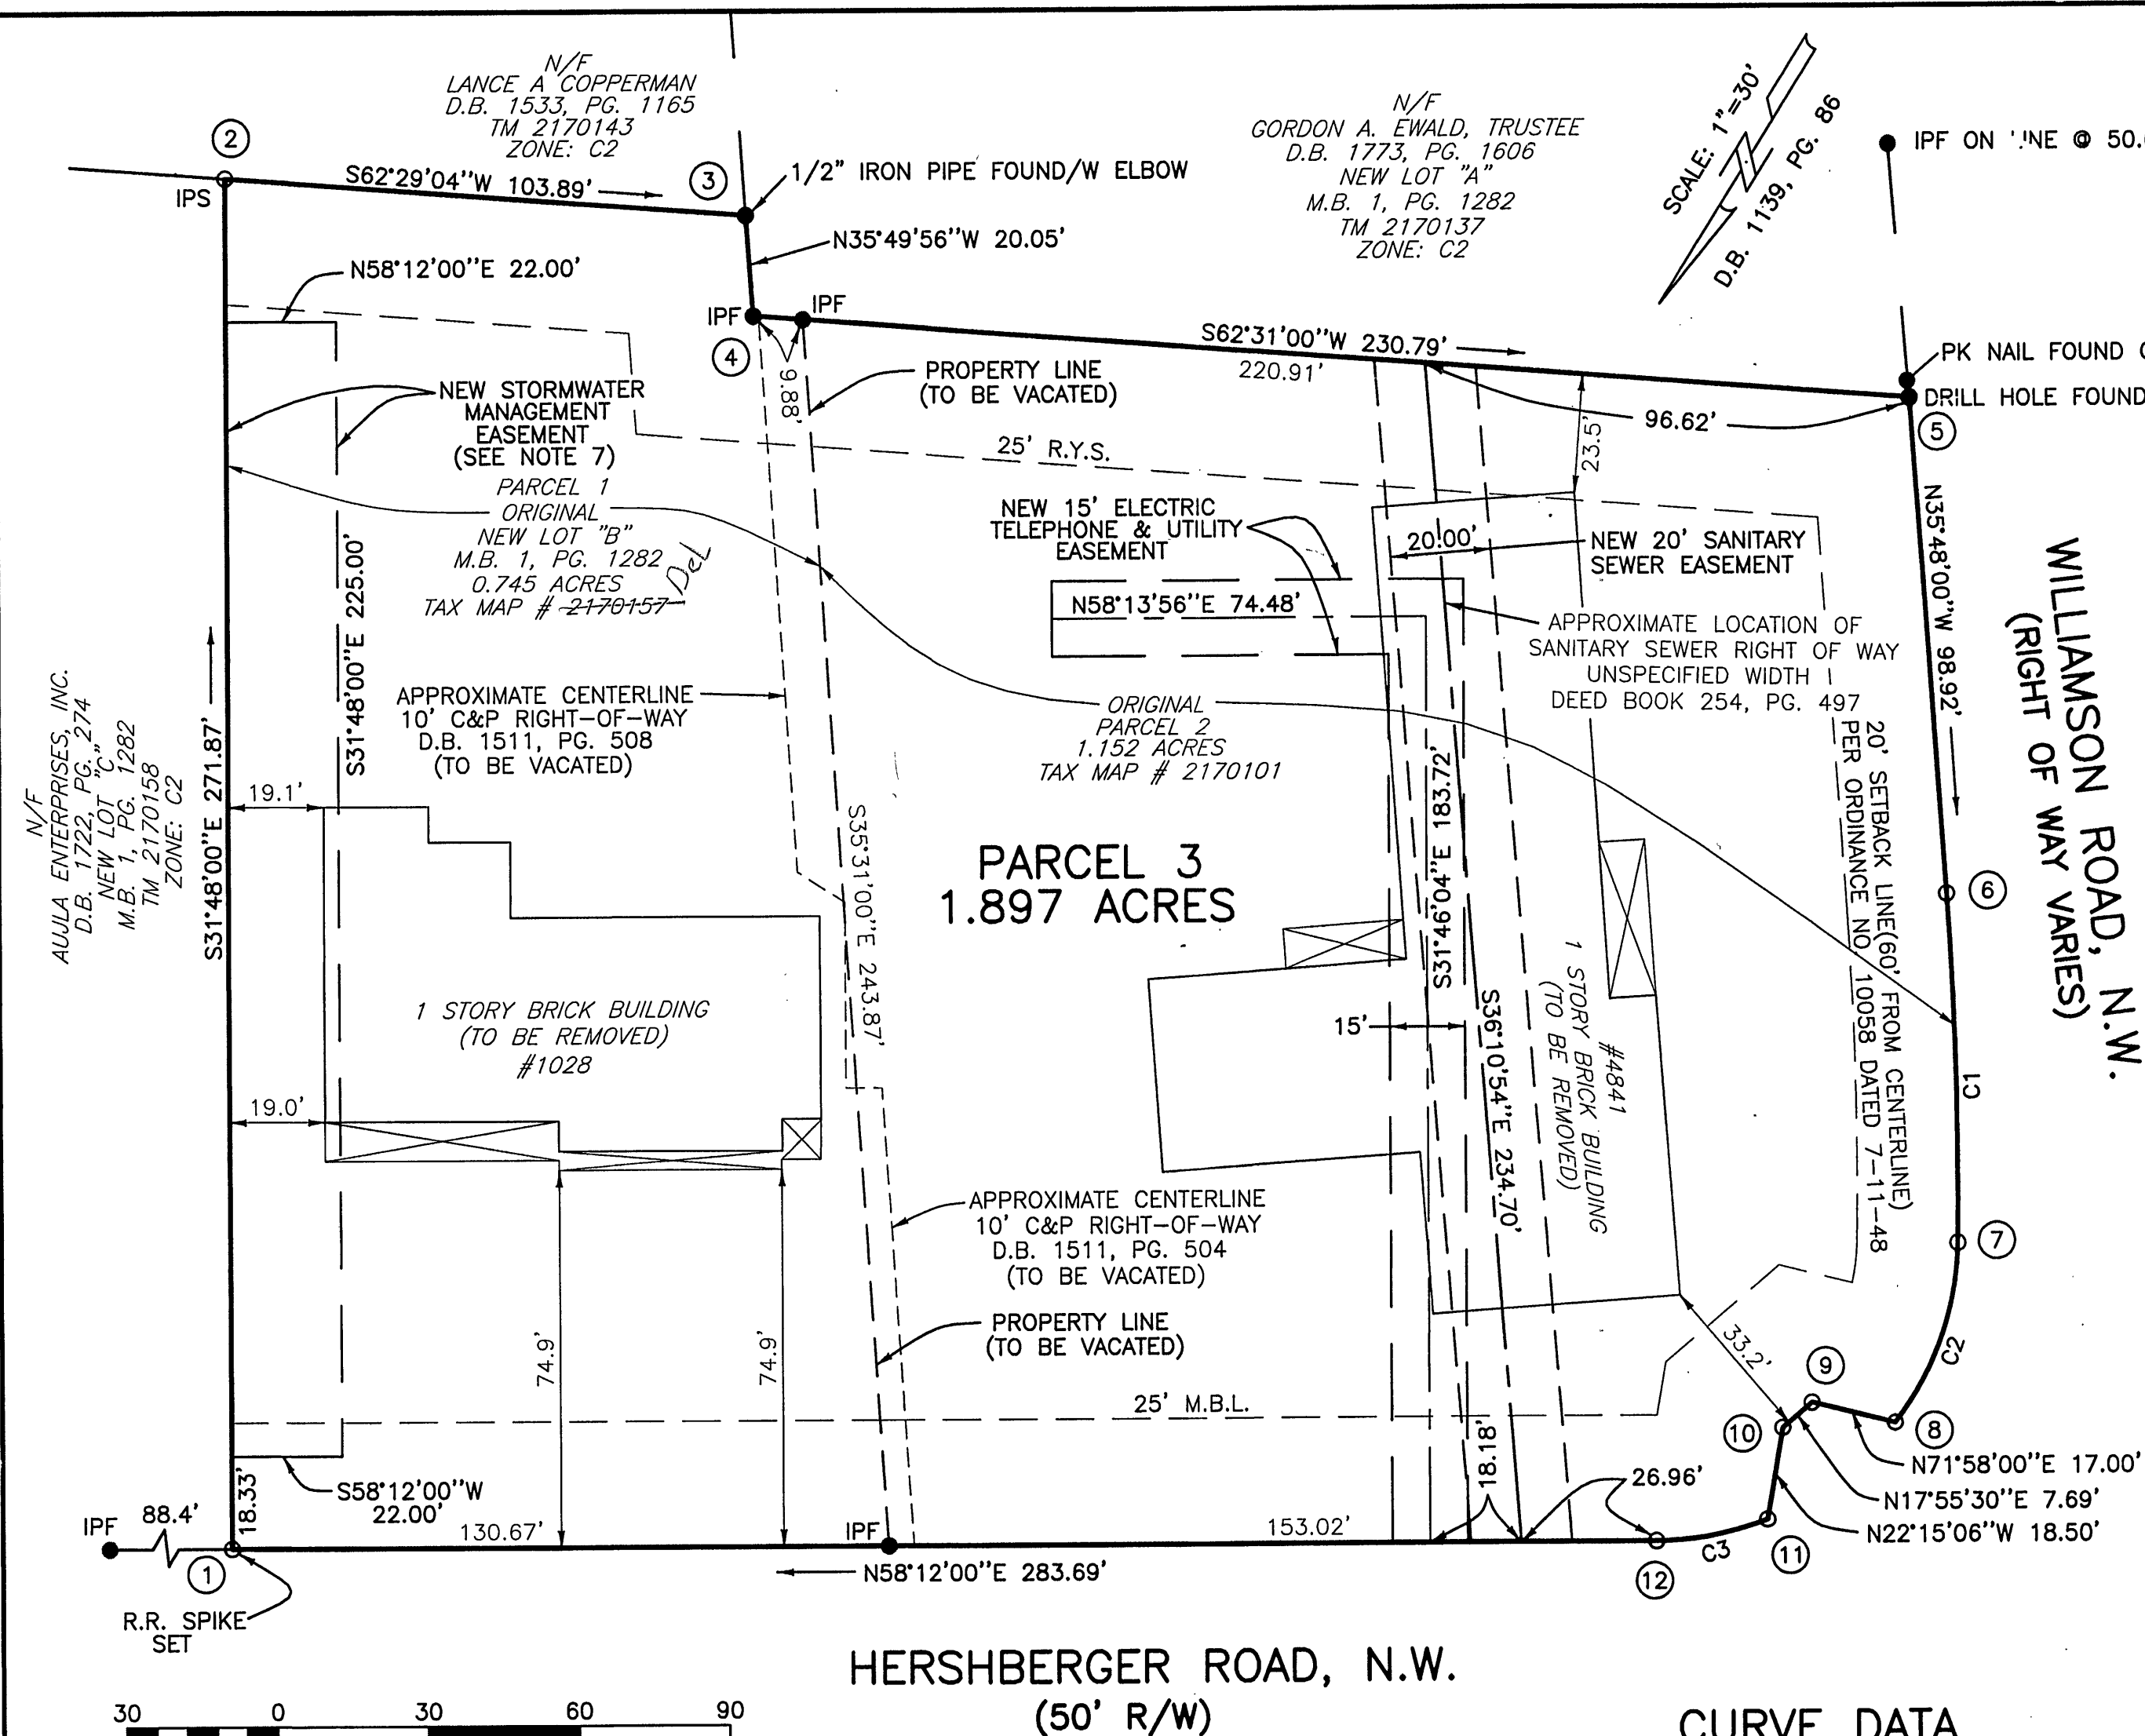 N/F
LANCE A COPPERMAN
D.B. 1533, PG. 1165
TM 2170143
ZONE: C2
N/F
GORDON A. EWALD, TRUSTEE
D.B. 1773, PG. 1606
NEW LOT "A"
M.B. 1, PG. 1282
TM 2170137
ZONE: C2
SCALE: 1"=30'
D.B. 1139, PG. 86
IPF ON LINE @ 50.
2
IPS
S62°29'04"W 103.89'
3
1/2" IRON PIPE FOUND/W ELBOW
N35°49'56"W 20.05'
N58°12'00"E 22.00'
IPF
IPF
4
9.88'
S62°31'00"W 230.79'
220.91'
PK NAIL FOUND
DRILL HOLE FOUND
5
96.62'
23.5'
PROPERTY LINE
(TO BE VACATED)
NEW STORMWATER
MANAGEMENT
EASEMENT
(SEE NOTE 7)
25' R.Y.S.
PARCEL 1
ORIGINAL
NEW LOT "B"
M.B. 1, PG. 1282
0.745 ACRES
TAX MAP # 2170157
Del
NEW 15' ELECTRIC
TELEPHONE & UTILITY
EASEMENT
20.00'
NEW 20' SANITARY
SEWER EASEMENT
N58°13'56"E 74.48'
APPROXIMATE LOCATION OF
SANITARY SEWER RIGHT OF WAY
UNSPECIFIED WIDTH
DEED BOOK 254, PG. 497
N35°48'00"W 98.92'
WILLIAMSON ROAD, N.W.
(RIGHT OF WAY VARIES)
S31°48'00"E 225.00'
APPROXIMATE CENTERLINE
10' C&P RIGHT-OF-WAY
D.B. 1511, PG. 508
(TO BE VACATED)
ORIGINAL
PARCEL 2
1.152 ACRES
TAX MAP # 2170101
N/F
AUJLA ENTERPRISES, INC.
D.B. 1722, PG. 274
NEW LOT "C"
M.B. 1, PG. 1282
TM 2170158
ZONE: C2
S31°48'00"E 271.87'
19.1'
S35°31'00"E 243.87'
PARCEL 3
1.897 ACRES
S31°46'04"E 183.72'
S36°10'54"E 234.70'
20' SETBACK LINE(60' FROM CENTERLINE)
PER ORDINANCE NO. 10058 DATED 7-11-48
6
1 STORY BRICK BUILDING
(TO BE REMOVED)
#1028
15'
#4841
1 STORY BRICK BUILDING
(TO BE REMOVED)
C1
19.0'
7
APPROXIMATE CENTERLINE
10' C&P RIGHT-OF-WAY
D.B. 1511, PG. 504
(TO BE VACATED)
PROPERTY LINE
(TO BE VACATED)
74.9'
74.9'
33.2'
C2
9
25' M.B.L.
10
8
N71°58'00"E 17.00'
N17°55'30"E 7.69'
N22°15'06"W 18.50'
18.18'
26.96'
S58°12'00"W
22.00'
18.33'
IPF
88.4'
130.67'
IPF
153.02'
C3
11
1
N58°12'00"E 283.69'
12
R.R. SPIKE
SET
HERSHBERGER ROAD, N.W.
(50' R/W)
30 0 30 60 90
CURVE DATA